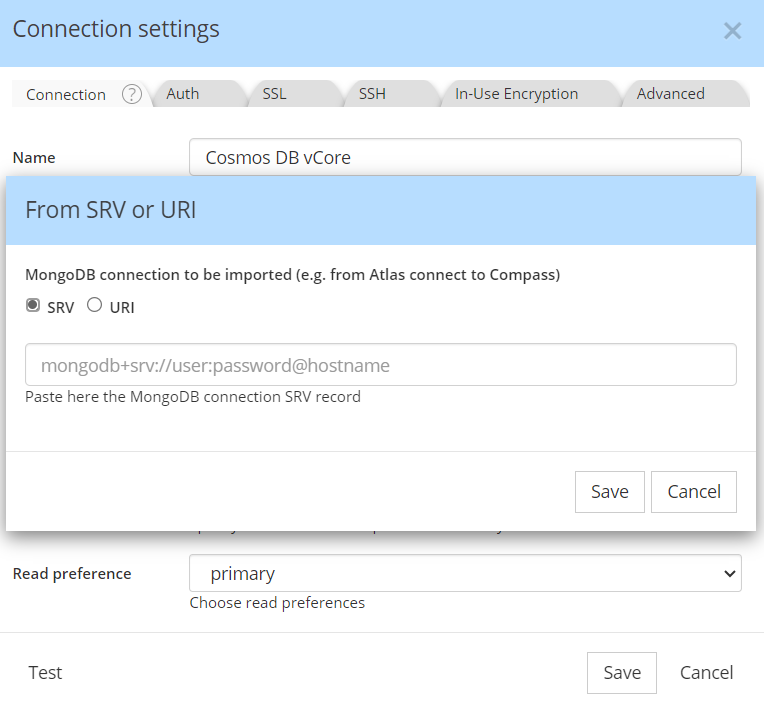 Connection settings
Connection ? Auth SSL SSH In-Use Encryption Advanced
Name Cosmos DB vCore
From SRV or URI
MongoDB connection to be imported (e.g. from Atlas connect to Compass)
SRV URI
mongodb+srv://user:password@hostname
Paste here the MongoDB connection SRV record
Save Cancel
Read preference primary
Choose read preferences
Test Save Cancel